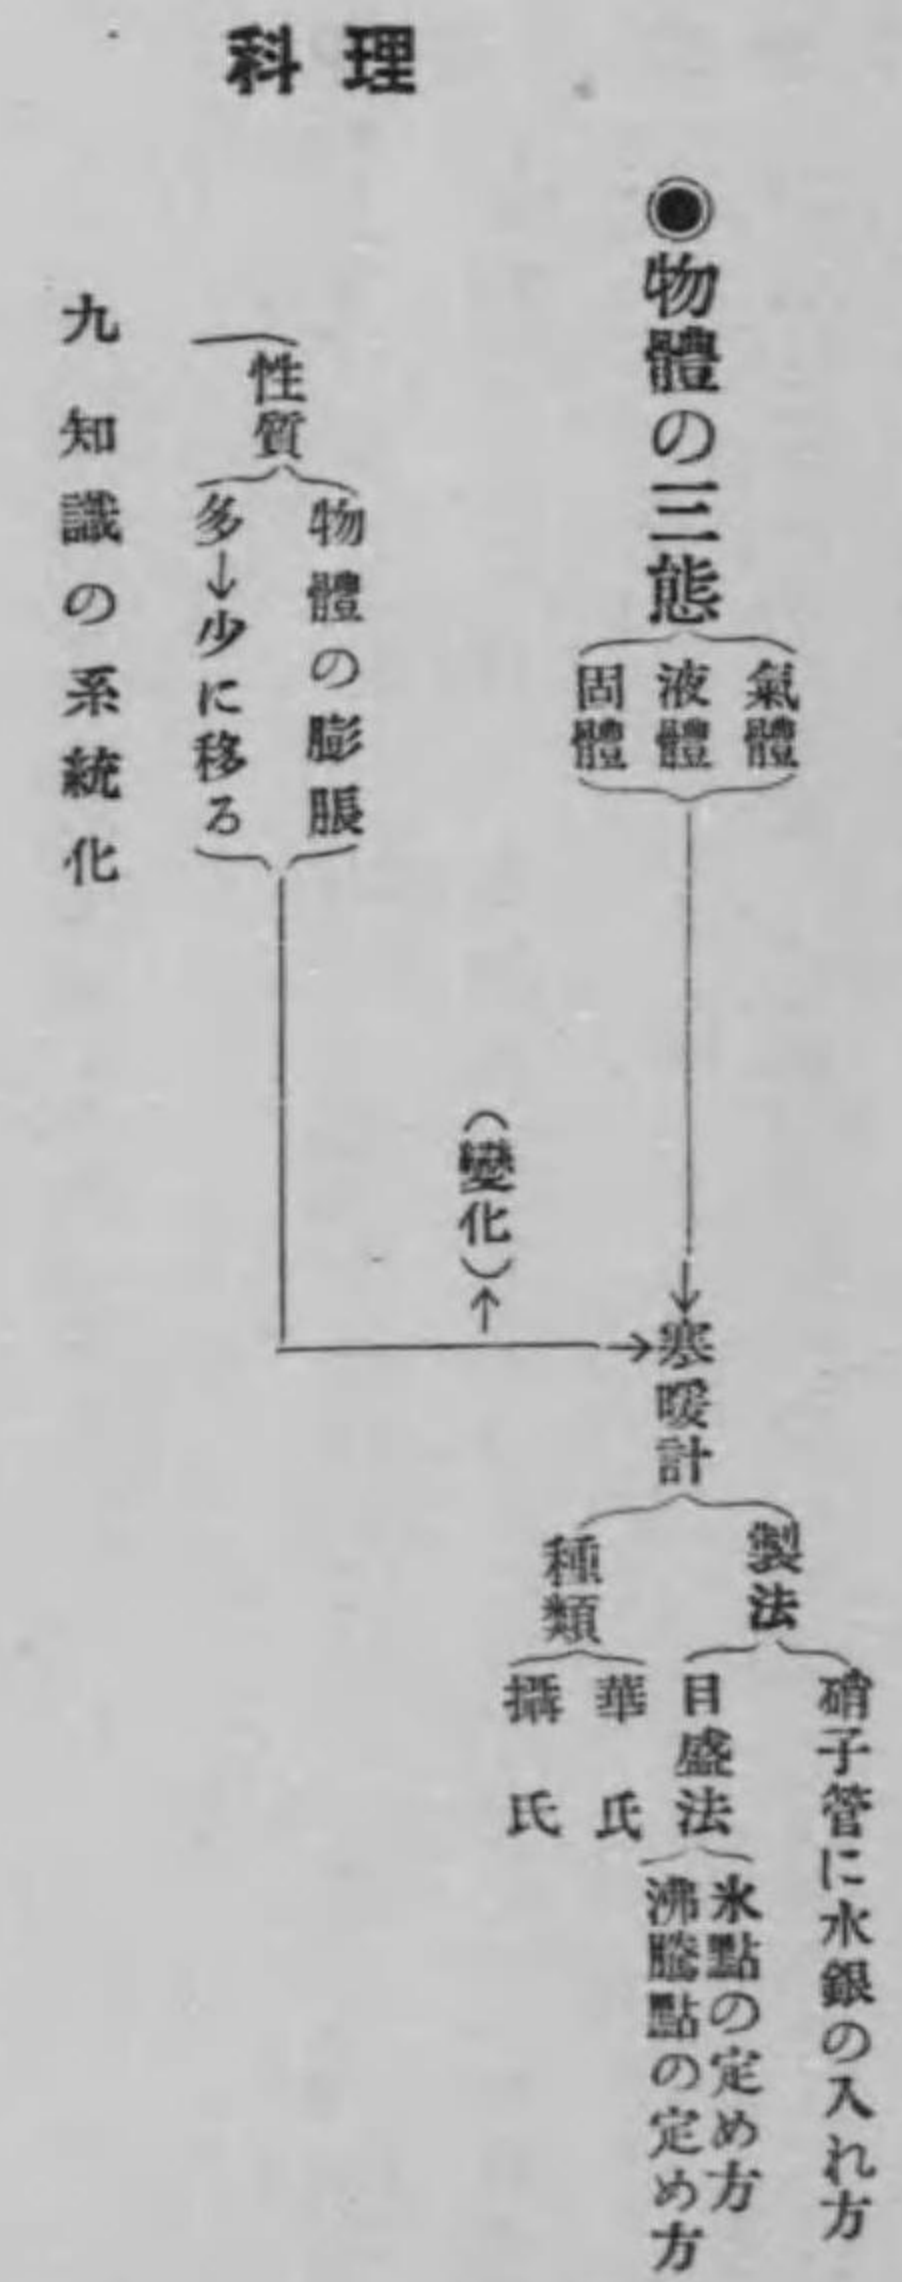 理科
◉物體の三態
氣體
液體
固體
寒暖計
製法
硝子管に水銀の入れ方
目盛法
氷點の定め方
沸騰點の定め方
種類
華氏
攝氏
(變化)
性質
物體の膨脹
多→少に移る
九 知識の系統化